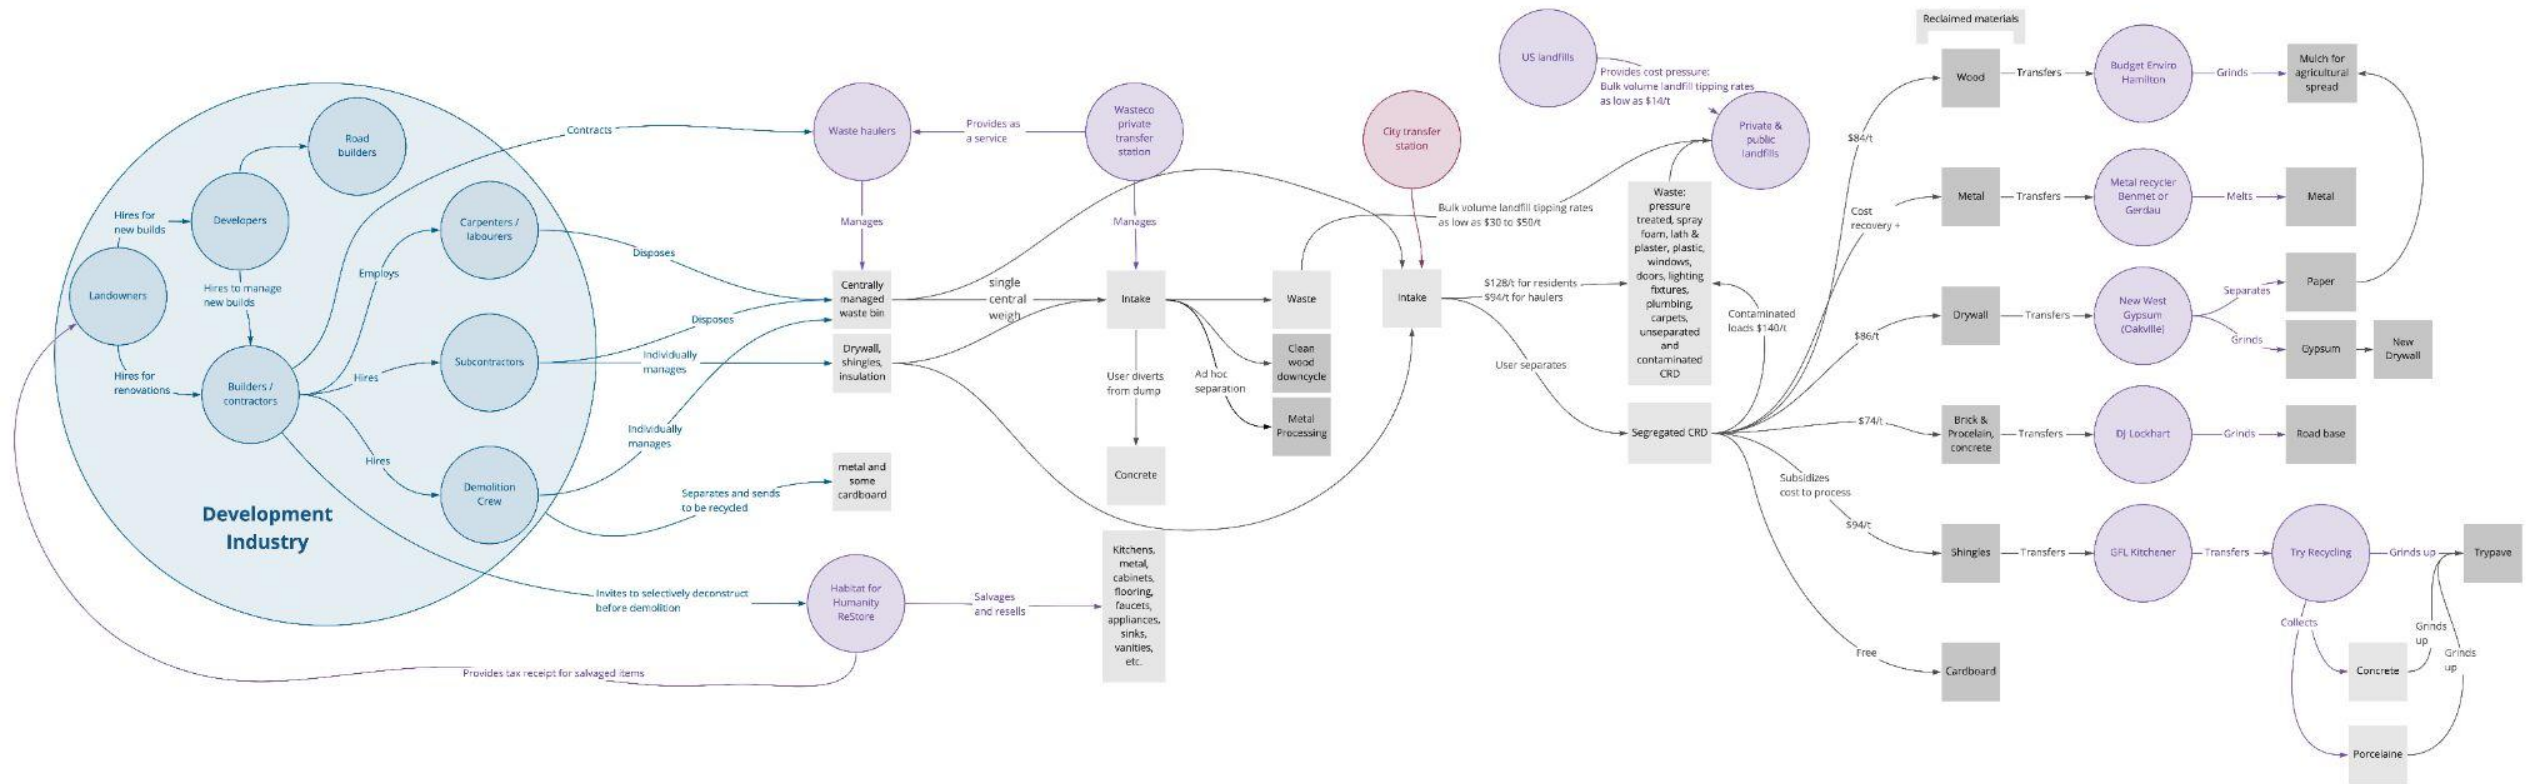 Development
Industry
Landowners
Hires for
new builds
Developers
Road
builders
Hires to manage
new builds
Hires for
renovations
Builders /
contractors
Employs
Hires
Hires
Carpenters /
labourers
Subcontractors
Demolition
Crew
Contracts
Disposes
Disposes
Individually
manages
Individually
manages
Separates and sends
to be recycled
Invites to selectively deconstruct
before demolition
Provides tax receipt for salvaged items
Waste haulers
Provides as
a service
Wasteco
private
transfer
station
Manages
Manages
Centrally
managed
waste bin
Drywall,
shingles,
insulation
metal and
some
cardboard
Habitat for
Humanity
ReStore
Salvages
and resells
Kitchens,
metal,
cabinets,
flooring,
faucets,
appliances,
sinks,
vanities,
etc.
single
central
weigh
Intake
User diverts
from dump
Concrete
Ad hoc
separation
Waste
Clean
wood
downcycle
Metal
Processing
City transfer
station
Intake
Bulk volume landfill tipping rates
as low as $30 to $50/t
US landfills
Provides cost pressure:
Bulk volume landfill tipping rates
as low as $14/t
Private &
public
landfills
$128/t for residents
$94/t for haulers
User separates
Waste:
pressure
treated, spray
foam, lath &
plaster, plastic,
windows,
doors, lighting
fixtures,
plumbing,
carpets,
unseparated
and
contaminated
CRD
Contaminated
loads $140/t
Segregated CRD
Cost
recovery +
Subsidizes
cost to process
$84/t
$86/t
$74/t
$94/t
Free
Reclaimed materials
Wood
Transfers
Budget Enviro
Hamilton
Grinds
Mulch for
agricultural
spread
Metal
Transfers
Metal recycler
Benmet or
Gerdau
Melts
Metal
Drywall
Transfers
New West
Gypsum
(Oakville)
Separates
Paper
Grinds
Gypsum
New
Drywall
Brick &
Procelain,
concrete
Transfers
DJ Lockhart
Grinds
Road base
Shingles
Transfers
GFL Kitchener
Transfers
Try Recycling
Grinds up
Trypave
Collects
Concrete
Grinds
up
Grinds
up
Porcelaine
Cardboard